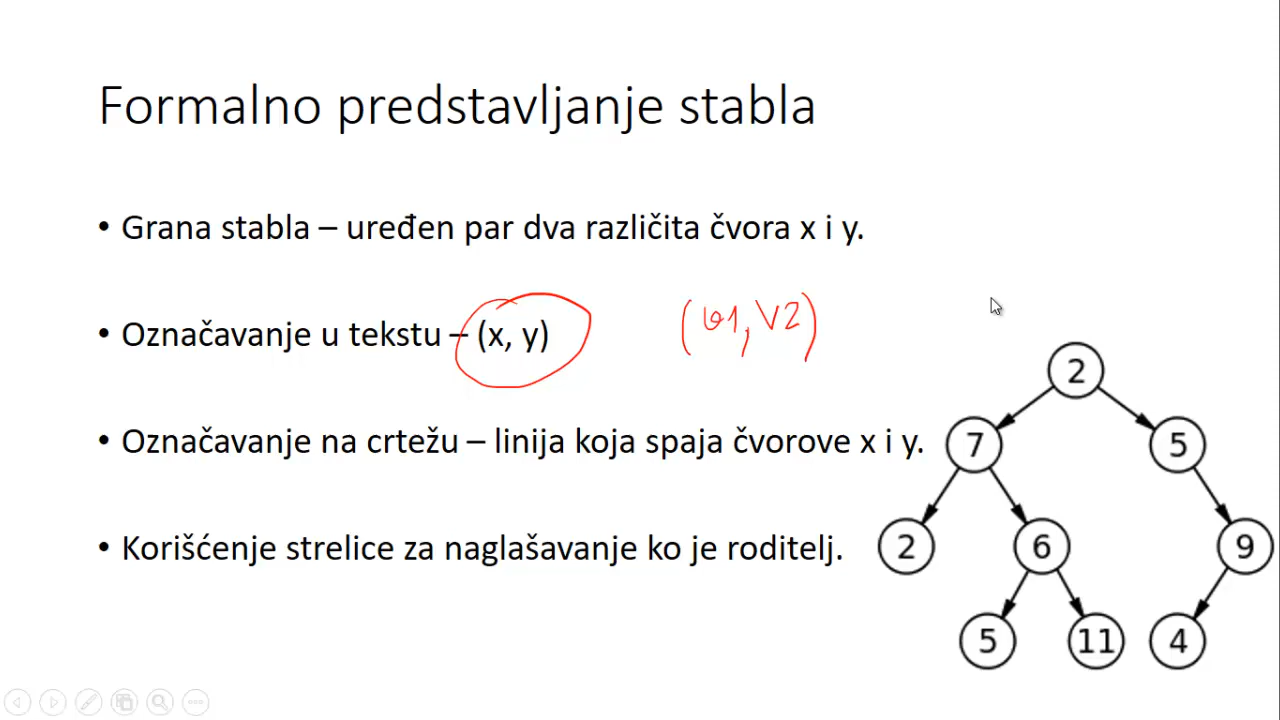 Formalno predstavljanje stabla
• Grana stabla – uređen par dva različita čvora x i y.
• Označavanje u tekstu – (x, y) (v1, v2)
• Označavanje na crtežu – linija koja spaja čvorove x i y.
• Korišćenje strelice za naglašavanje ko je roditelj.
2
7 5
2 6 9
5 11 4